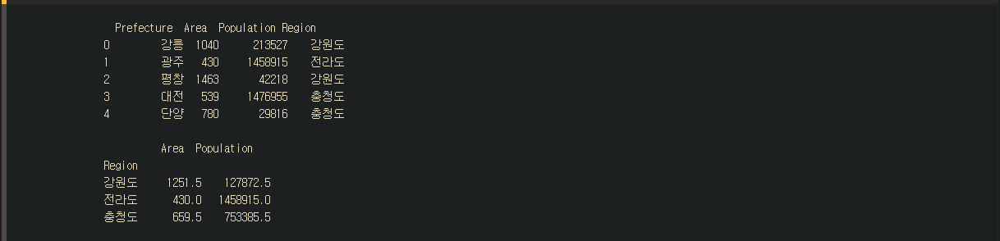 Prefecture Area Population Region
0 강릉 1040 213527 강원도
1 광주 430 1458915 전라도
2 평창 1463 42218 강원도
3 대전 539 1476955 충청도
4 단양 780 29816 충청도
Area Population
Region
강원도 1251.5 127872.5
전라도 430.0 1458915.0
충청도 659.5 753385.5